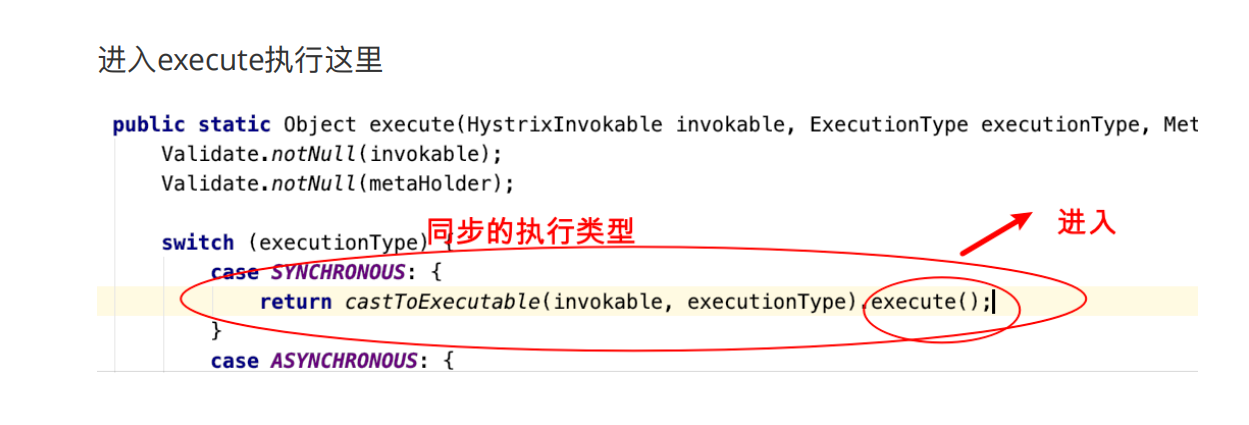 进入execute执行这里
public static Object execute(HystrixInvokable invokable, ExecutionType executionType, Met
Validate.notNull(invokable);
Validate.notNull(metaHolder);
同步的执行类型
进入
switch (executionType) {
case SYNCHRONOUS: {
return castToExecutable(invokable, executionType).execute();
}
case ASYNCHRONOUS: {